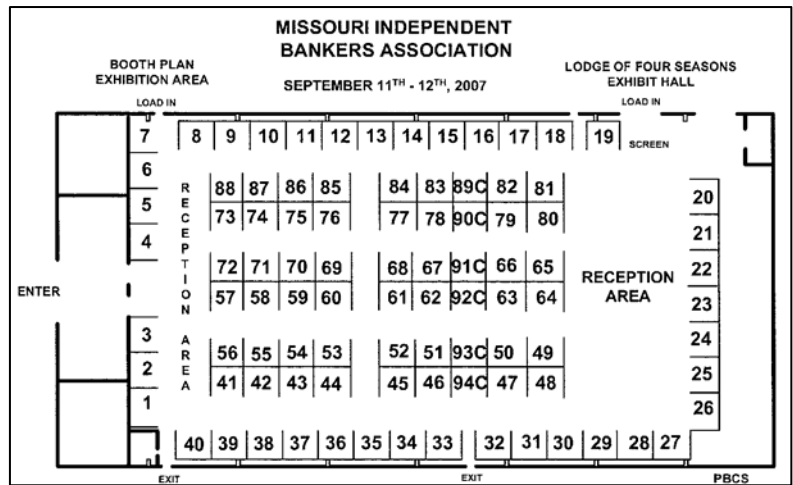 MISSOURI INDEPENDENT
BANKERS ASSOCIATION
BOOTH PLAN
EXHIBITION AREA
SEPTEMBER 11TH - 12TH, 2007
LODGE OF FOUR SEASONS
EXHIBIT HALL
LOAD IN
LOAD IN
7 8 9 10 11 12 13 14 15 16 17 18 19 SCREEN
6
88 87 86 85 84 83 89C 82 81
5 73 74 75 76 77 78 90C 79 80 20
4 21
72 71 70 69 68 67 91C 66 65 22
ENTER 57 58 59 60 61 62 92C 63 64 23
RECEPTION AREA
RECEPTION
AREA
3 56 55 54 53 52 51 93C 50 49 24
2 41 42 43 44 45 46 94C 47 48 25
1 26
40 39 38 37 36 35 34 33 32 31 30 29 28 27
EXIT EXIT PBCS